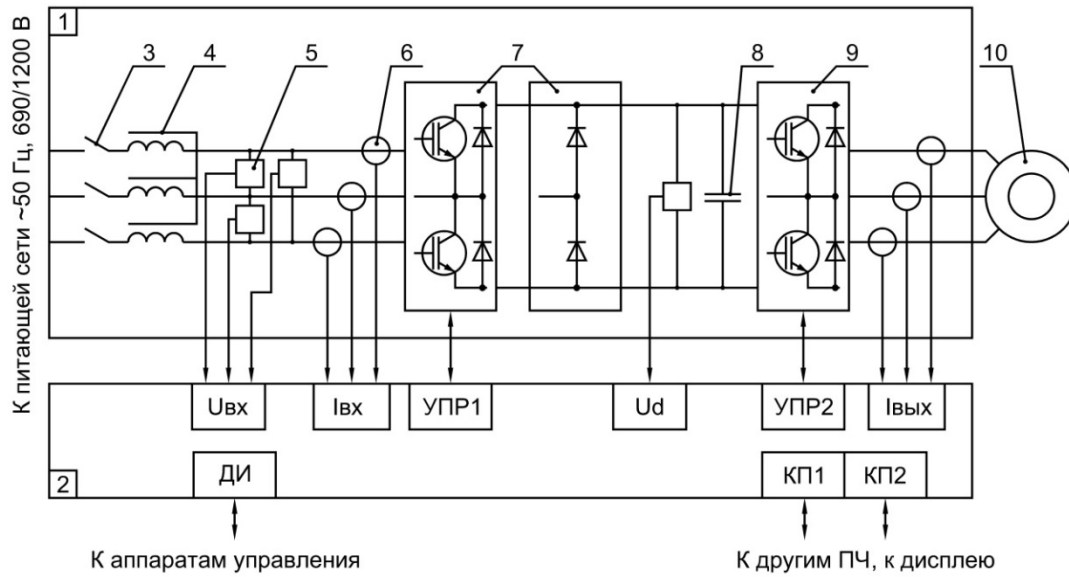 1
3
4
5
6
7
8
9
10
К питающей сети ~50 Гц, 690/1200 В
Uвх
Iвх
УПР1
Ud
УПР2
Iвых
2
ДИ
КП1
КП2
К аппаратам управления
К другим ПЧ, к дисплею